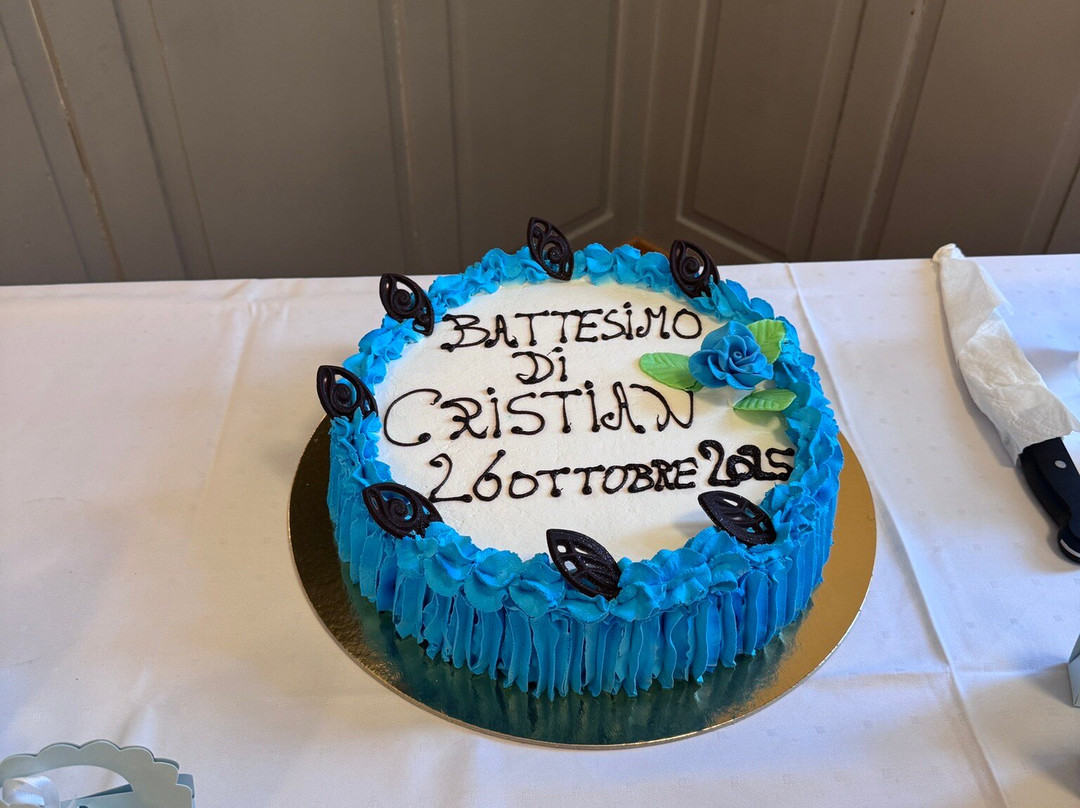 BATTESiMO
Di
CRiSTiAN
26 OTTOBRE 2025